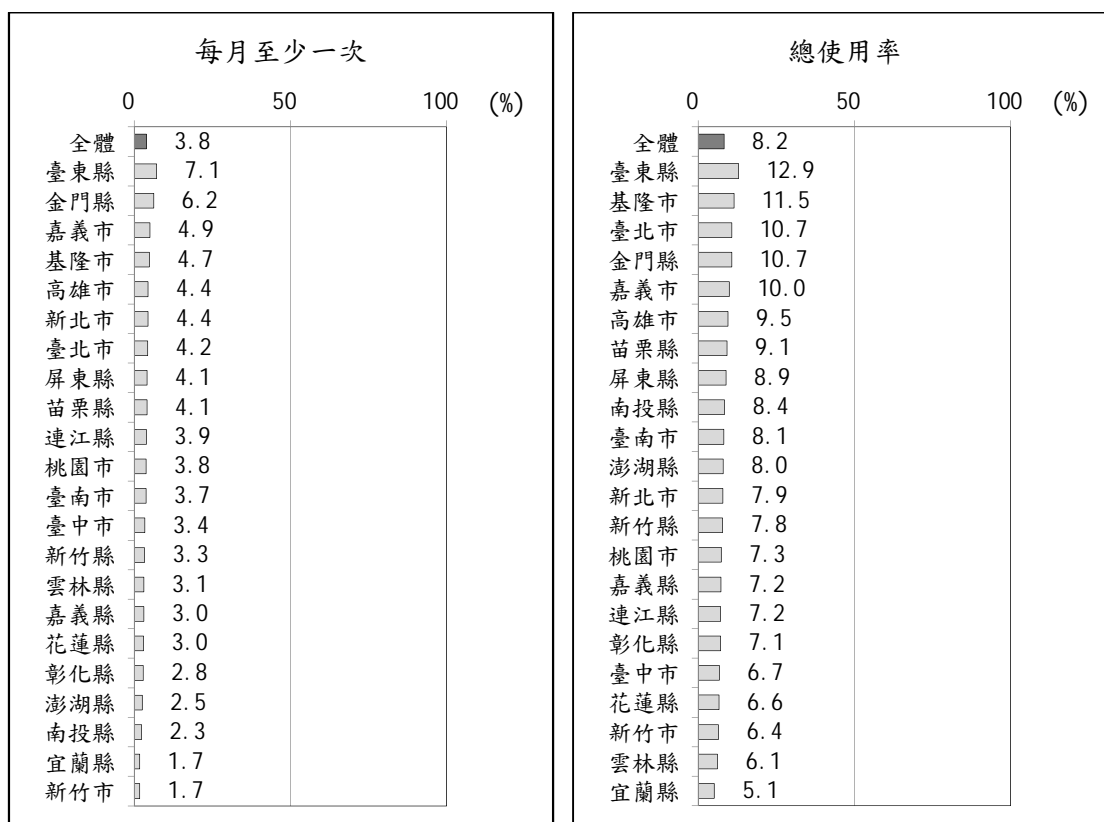 每月至少一次
0 50 100 (%)
全體 3.8
臺東縣 7.1
金門縣 6.2
嘉義市 4.9
基隆市 4.7
高雄市 4.4
新北市 4.4
臺北市 4.2
屏東縣 4.1
苗栗縣 4.1
連江縣 3.9
桃園市 3.8
臺南市 3.7
臺中市 3.4
新竹縣 3.3
雲林縣 3.1
嘉義縣 3.0
花蓮縣 3.0
彰化縣 2.8
澎湖縣 2.5
南投縣 2.3
宜蘭縣 1.7
新竹市 1.7
總使用率
0 50 100 (%)
全體 8.2
臺東縣 12.9
基隆市 11.5
臺北市 10.7
金門縣 10.7
嘉義市 10.0
高雄市 9.5
苗栗縣 9.1
屏東縣 8.9
南投縣 8.4
臺南市 8.1
澎湖縣 8.0
新北市 7.9
新竹縣 7.8
桃園市 7.3
嘉義縣 7.2
連江縣 7.2
彰化縣 7.1
臺中市 6.7
花蓮縣 6.6
新竹市 6.4
雲林縣 6.1
宜蘭縣 5.1